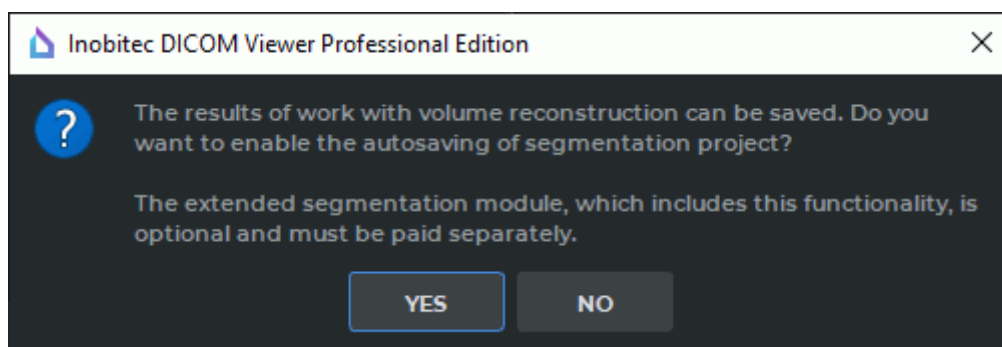 Inobitec DICOM Viewer Professional Edition
The results of work with volume reconstruction can be saved. Do you
want to enable the autosaving of segmentation project?
The extended segmentation module, which includes this functionality, is
optional and must be paid separately.
YES
NO